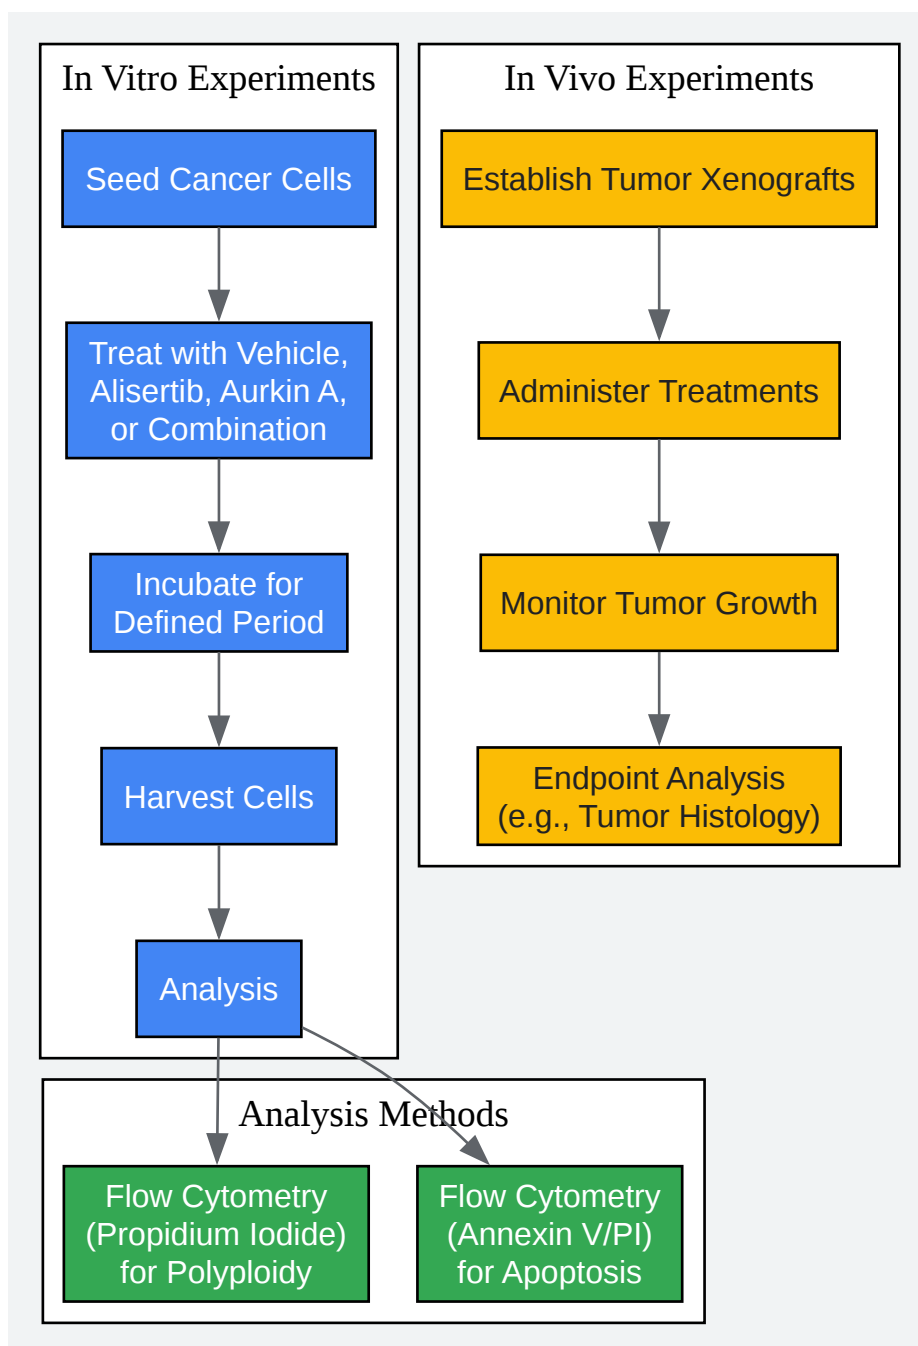 In Vitro Experiments
Seed Cancer Cells
Treat with Vehicle,
Alisertib, Aurkin A,
or Combination
Incubate for
Defined Period
Harvest Cells
Analysis
In Vivo Experiments
Establish Tumor Xenografts
Administer Treatments
Monitor Tumor Growth
Endpoint Analysis
(e.g., Tumor Histology)
Analysis Methods
Flow Cytometry
(Propidium Iodide)
for Polyploidy
Flow Cytometry
(Annexin V/PI)
for Apoptosis